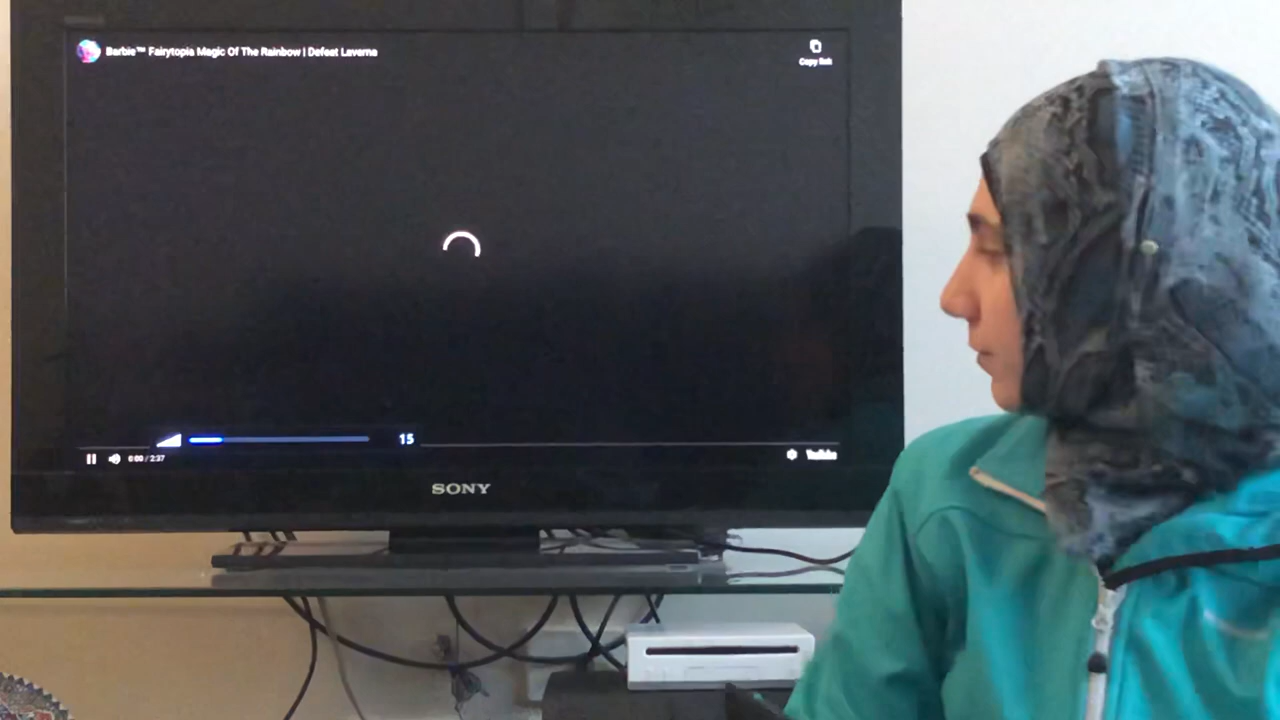 Barbie™ Fairytopia Magic Of The Rainbow | Defeat Laverna
Copy link
15
0:00 / 2:37
YouTube
SONY